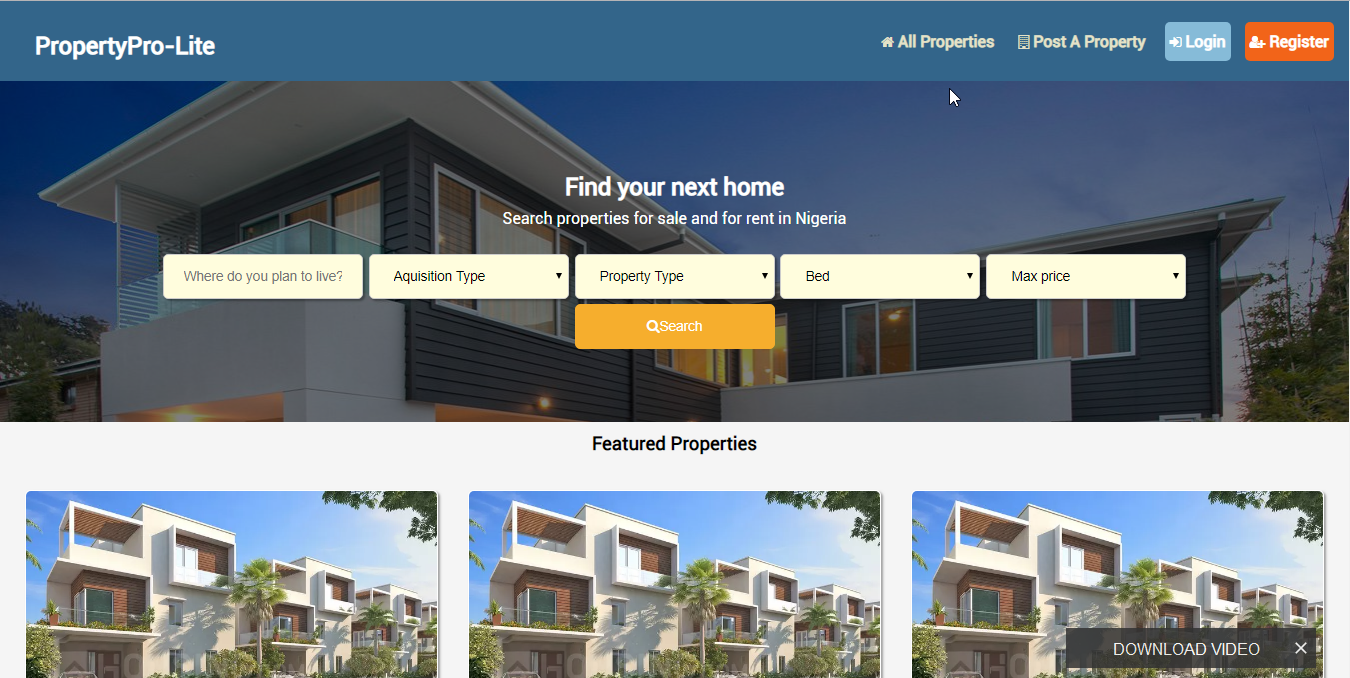 PropertyPro-Lite
All Properties
Post A Property
Login
Register
Find your next home
Search properties for sale and for rent in Nigeria
Where do you plan to live?
Aquisition Type
Property Type
Bed
Max price
Search
Featured Properties
DOWNLOAD VIDEO